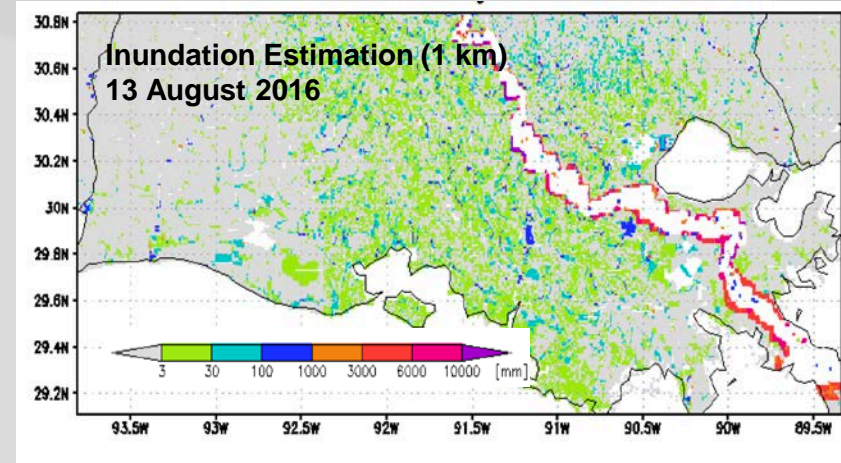 30.8N
Inundation Estimation (1 km)
30.6N
13 August 2016
30.4N
30.2N
30N
29.8N
29.6N
29.4N
3 30 100 1000 3000 6000 10000 [mm]
29.2N
93.5W 93W 92.5W 92W 91.5W 91W 90.5W 90W 89.5W